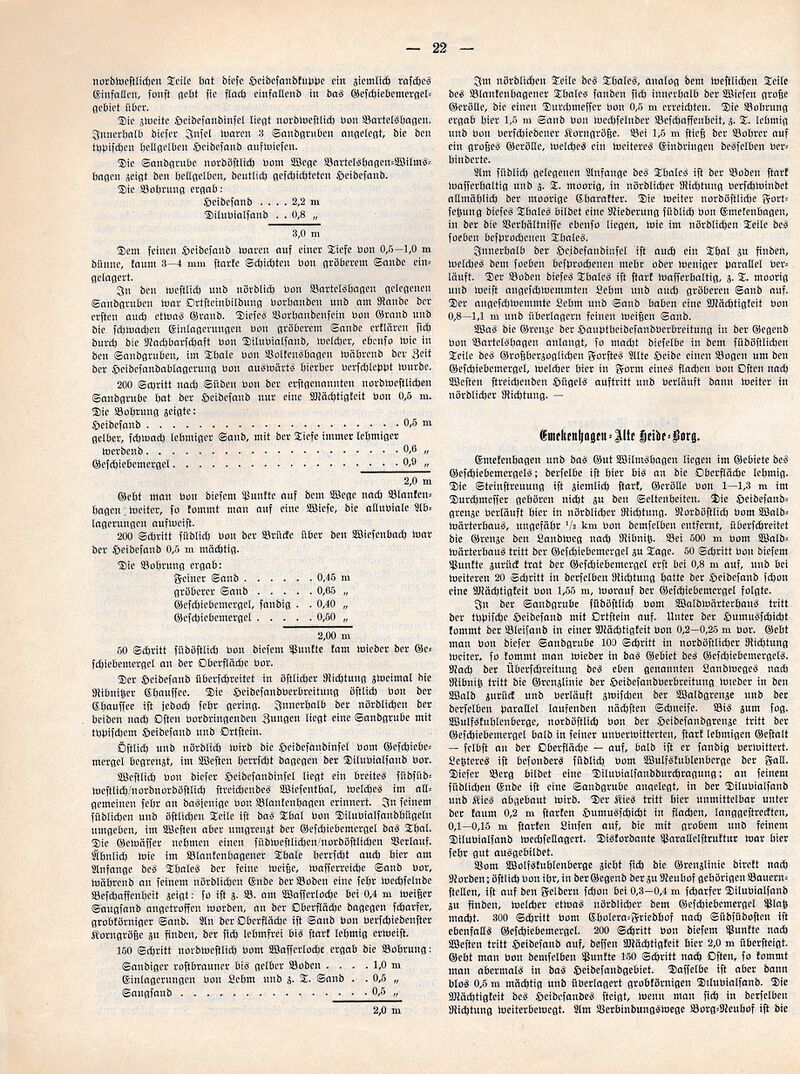 — 22 —
nordwestlichen Teile hat diese Heidesandkuppe ein ziemlich rasches
Einfallen, sonst geht sie flach einfallend in das Geschiebemergel-
gebiet über.
Die zweite Heidesandinsel liegt nordwestlich von Bartelshagen.
Innerhalb dieser Insel waren 3 Sandgruben angelegt, die den
typischen hellgelben Heidesand aufwiesen.
Die Sandgrube nordöstlich vom Wege Bartelshagen-Wilms-
hagen zeigt den hellgelben, deutlich geschichteten Heidesand.
Die Bohrung ergab:
Heidesand . . . . 2,2 m
Diluvialsand . . 0,8 „
3,0 m
Dem feinen Heidesand waren auf einer Tiefe von 0,5—1,0 m
dünne, kaum 3—4 mm starke Schichten von gröberem Sande ein-
gelagert.
In den westlich und nördlich von Bartelshagen gelegenen
Sandgruben war Ortsteinbildung vorhanden und am Rande der
ersten auch etwas Grand. Dieses Vorhandensein von Grand und
die schwachen Einlagerungen von gröberem Sande erklären sich
durch die Nachbarschaft von Diluvialsand, welcher, ebenso wie in
den Sandgruben, im Thale von Volkenshagen während der Zeit
der Heidesandablagerung von auswärts hierher verschleppt wurde.
200 Schritt nach Süden von der erstgenannten nordwestlichen
Sandgrube hat der Heidesand nur eine Mächtigkeit von 0,5 m.
Die Bohrung zeigte:
Heidesand . . . . . . . . . . . . . . . . . . . 0,5 m
gelber, schwach lehmiger Sand, mit der Tiefe immer lehmiger
werdend . . . . . . . . . . . . . . . . . . . 0,6 „
Geschiebemergel . . . . . . . . . . . . . . . . 0,9 „
2,0 m
Geht man von diesem Punkte auf dem Wege nach Blanken-
hagen weiter, so kommt man auf eine Wiese, die alluviale Ab-
lagerungen aufweist.
200 Schritt südlich von der Brücke über den Wiesenbach war
der Heidesand 0,5 m mächtig.
Die Bohrung ergab:
Feiner Sand . . . . . . 0,45 m
gröberer Sand . . . . . 0,65 „
Geschiebemergel, sandig . . 0,40 „
Geschiebemergel . . . . . 0,50 „
2,00 m
50 Schritt südöstlich von diesem Punkte kam wieder der Ge-
schiebemergel an der Oberfläche vor.
Der Heidesand überschreitet in östlicher Richtung zweimal die
Ribnitzer Chaussee. Die Heidesandverbreitung östlich von der
Chaussee ist jedoch sehr gering. Innerhalb der nördlichen der
beiden nach Osten vordringenden Zungen liegt eine Sandgrube mit
typischem Heidesand und Ortstein.
Östlich und nördlich wird die Heidesandinsel vom Geschiebe-
mergel begrenzt, im Westen herrscht dagegen der Diluvialsand vor.
Westlich von dieser Heidesandinsel liegt ein breites südsüd-
westlich/nordnordöstlich streichendes Wiesenthal, welches im all-
gemeinen sehr an dasjenige von Blankenhagen erinnert. In seinem
südlichen und östlichen Teile ist das Thal von Diluvialsandhügeln
umgeben, im Westen aber umgrenzt der Geschiebemergel das Thal.
Die Gewässer nehmen einen südwestlichen/nordöstlichen Verlauf.
Ähnlich wie im Blankenhagener Thale herrscht auch hier am
Anfange des Thales der feine weiße, wasserreiche Sand vor,
während an seinem nördlichen Ende der Boden eine sehr wechselnde
Beschaffenheit zeigt: so ist z. B. am Wasserloche bei 0,4 m weißer
Saugsand angetroffen worden, an der Oberfläche dagegen scharfer,
grobkörniger Sand. An der Oberfläche ist Sand von verschiedenster
Korngröße zu finden, der sich lehmfrei bis stark lehmig erweist.
150 Schritt nordwestlich vom Wasserloche ergab die Bohrung:
Sandiger rostbrauner bis gelber Boden . . . . 1,0 m
Einlagerungen von Lehm und z. T. Sand . . 0,5 „
Saugsand . . . . . . . . . . . . . . . . 0,5 „
2,0 m
Im nördlichen Teile des Thales, analog dem westlichen Teile
des Blankenhagener Thales fanden sich innerhalb der Wiesen große
Gerölle, die einen Durchmesser von 0,5 m erreichten. Die Bohrung
ergab hier 1,5 m Sand von wechselnder Beschaffenheit, z. T. lehmig
und von verschiedener Korngröße. Bei 1,5 m stieß der Bohrer auf
ein großes Gerölle, welches ein weiteres Eindringen desselben ver-
hinderte.
Am südlich gelegenen Anfange des Thales ist der Boden stark
wasserhaltig und z. T. moorig, in nördlicher Richtung verschwindet
allmählich der moorige Charakter. Die weiter nordöstliche Fort-
setzung dieses Thales bildet eine Niederung südlich von Emekenhagen,
in der die Verhältnisse ebenso liegen, wie im nördlichen Teile des
soeben besprochenen Thales.
Innerhalb der Heidesandinsel ist auch ein Thal zu finden,
welches dem soeben besprochenen mehr oder weniger parallel ver-
läuft. Der Boden dieses Thales ist stark wasserhaltig, z. T. moorig
und weist angeschwemmten Lehm und auch gröberen Sand auf.
Der angeschwemmte Lehm und Sand haben eine Mächtigkeit von
0,8—1,1 m und überlagern feinen weißen Sand.
Was die Grenze der Hauptheidesandverbreitung in der Gegend
von Bartelshagen anlangt, so macht dieselbe in dem südöstlichen
Teile des Großherzoglichen Forstes Alte Heide einen Bogen um den
Geschiebemergel, welcher hier in Form eines flachen von Osten nach
Westen streichenden Hügels auftritt und verläuft dann weiter in
nördlicher Richtung. —
Emekenhagen-Alte Heide-Borg.
Emekenhagen und das Gut Wilmshagen liegen im Gebiete des
Geschiebemergels; derselbe ist hier bis an die Oberfläche lehmig.
Die Steinstreuung ist ziemlich stark, Gerölle von 1—1,3 m im
Durchmesser gehören nicht zu den Seltenheiten. Die Heidesand-
grenze verläuft hier in nördlicher Richtung. Nordöstlich vom Wald-
wärterhaus, ungefähr 1/2 km von demselben entfernt, überschreitet
die Grenze den Landweg nach Ribnitz. Bei 500 m vom Wald-
wärterhaus tritt der Geschiebemergel zu Tage. 50 Schritt von diesem
Punkte zurück trat der Geschiebemergel erst bei 0,8 m auf, und bei
weiteren 20 Schritt in derselben Richtung hatte der Heidesand schon
eine Mächtigkeit von 1,55 m, worauf der Geschiebemergel folgte.
In der Sandgrube südöstlich vom Waldwärterhaus tritt
der typische Heidesand mit Ortstein auf. Unter der Humusschicht
kommt der Bleisand in einer Mächtigkeit von 0,2—0,25 m vor. Geht
man von dieser Sandgrube 100 Schritt in nordöstlicher Richtung
weiter, so kommt man wieder in das Gebiet des Geschiebemergels.
Nach der Überschreitung des eben genannten Landweges nach
Ribnitz tritt die Grenzlinie der Heidesandverbreitung wieder in den
Wald zurück und verläuft zwischen der Waldgrenze und der
derselben parallel laufenden nächsten Schneise. Bis zum sog.
Wulfskuhlenberge, nordöstlich von der Heidesandgrenze tritt der
Geschiebemergel bald in seiner unverwitterten, stark lehmigen Gestalt
— selbst an der Oberfläche — auf, bald ist er sandig verwittert.
Letzteres ist besonders südlich vom Wulfskuhlenberge der Fall.
Dieser Berg bildet eine Diluvialsanddurchragung; an seinem
südlichen Ende ist eine Sandgrube angelegt, in der Diluvialsand
und Kies abgebaut wird. Der Kies tritt hier unmittelbar unter
der kaum 0,2 m starken Humusschicht in flachen, langgestreckten,
0,1—0,15 m starken Linsen auf, die mit grobem und feinem
Diluvialsand wechsellagert. Diskordante Parallelstruktur war hier
sehr gut ausgebildet.
Vom Wolfskuhlenberge zieht sich die Grenzlinie direkt nach
Norden; östlich von ihr, in der Gegend der zu Neuhof gehörigen Bauern-
stellen, ist auf den Feldern schon bei 0,3—0,4 m scharfer Diluvialsand
zu finden, welcher etwas nördlicher dem Geschiebemergel Platz
macht. 300 Schritt vom Cholera-Friedhof nach Südsüdosten ist
ebenfalls Geschiebemergel. 200 Schritt von diesem Punkte nach
Westen tritt Heidesand auf, dessen Mächtigkeit hier 2,0 m übersteigt.
Geht man von demselben Punkte 150 Schritt nach Osten, so kommt
man abermals in das Heidesandgebiet. Dasselbe ist aber dann
blos 0,5 m mächtig und überlagert grobkörnigen Diluvialsand. Die
Mächtigkeit des Heidesandes steigt, wenn man sich in derselben
Richtung weiterbewegt. Am Verbindungswege Borg-Neuhof ist die